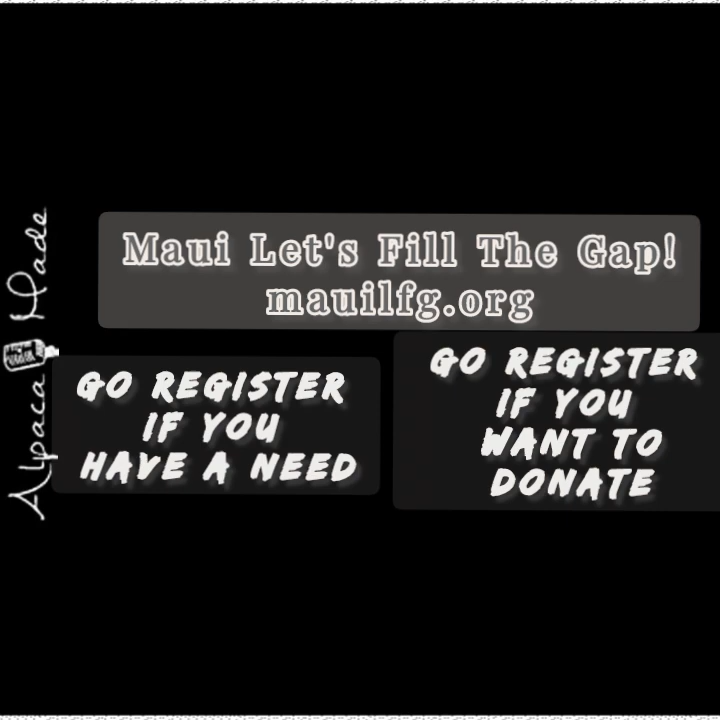 Maui Let's Fill The Gap!
mauilfg.org
GO REGISTER
IF YOU
HAVE A NEED
GO REGISTER
IF YOU
WANT TO
DONATE
Alpaca Made